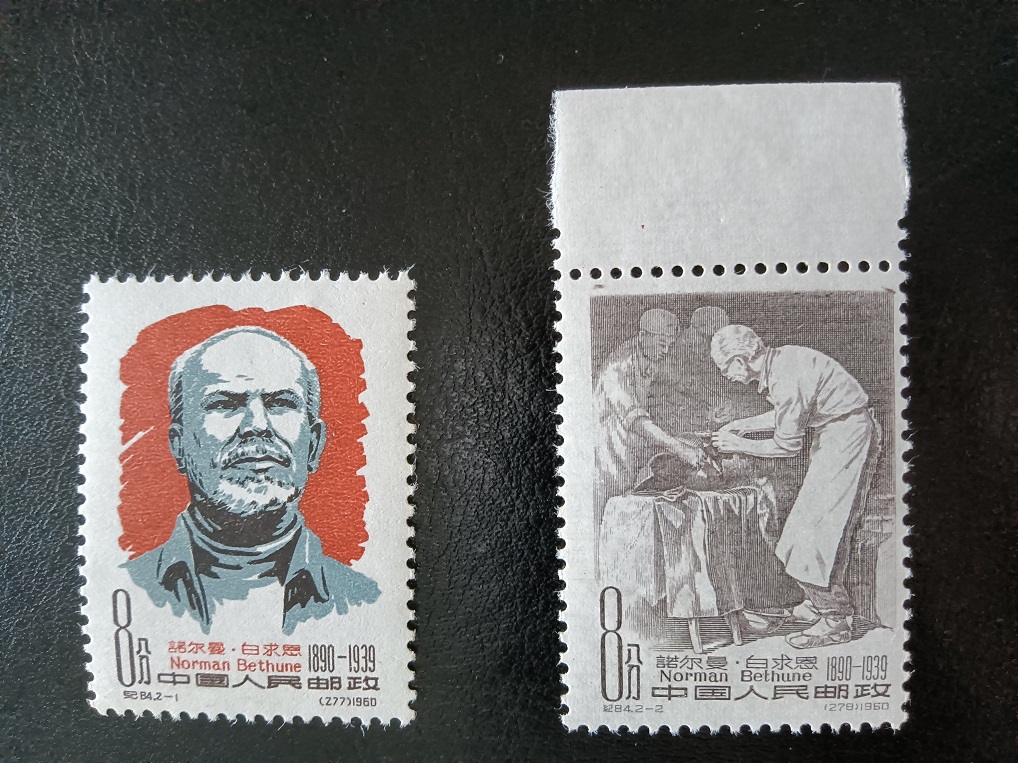 8分
諾尔曼·白求恩
Norman Bethune
1890-1939
中国人民邮政
纪84.2-1
(277)1960
8分
諾尔曼·白求恩
Norman Bethune
1890-1939
中国人民邮政
纪84.2-2
(278)1960